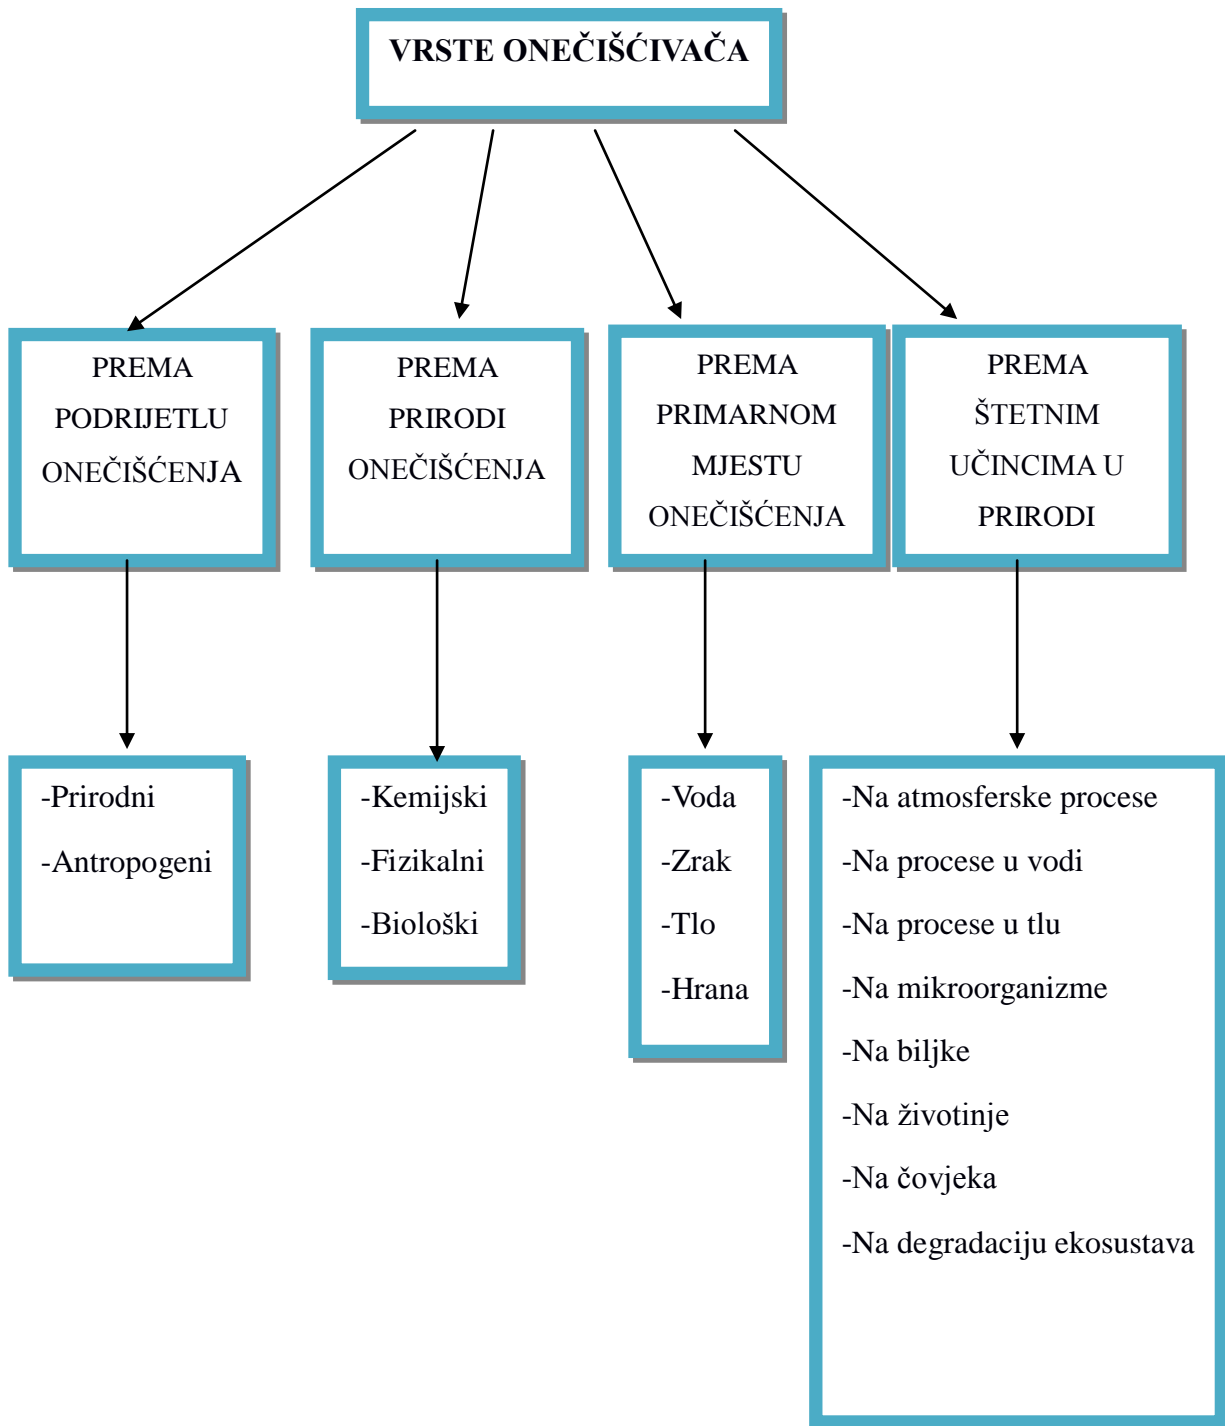 VRSTE ONEČIŠĆIVAČA
PREMA
PODRIJETLU
ONEČIŠĆENJA
PREMA
PRIRODI
ONEČIŠĆENJA
PREMA
PRIMARNOM
MJESTU
ONEČIŠĆENJA
PREMA
ŠTETNIM
UČINCIMA U
PRIRODI
-Prirodni
-Antropogeni
-Kemijski
-Fizikalni
-Biološki
-Voda
-Zrak
-Tlo
-Hrana
-Na atmosferske procese
-Na procese u vodi
-Na procese u tlu
-Na mikroorganizme
-Na biljke
-Na životinje
-Na čovjeka
-Na degradaciju ekosustava